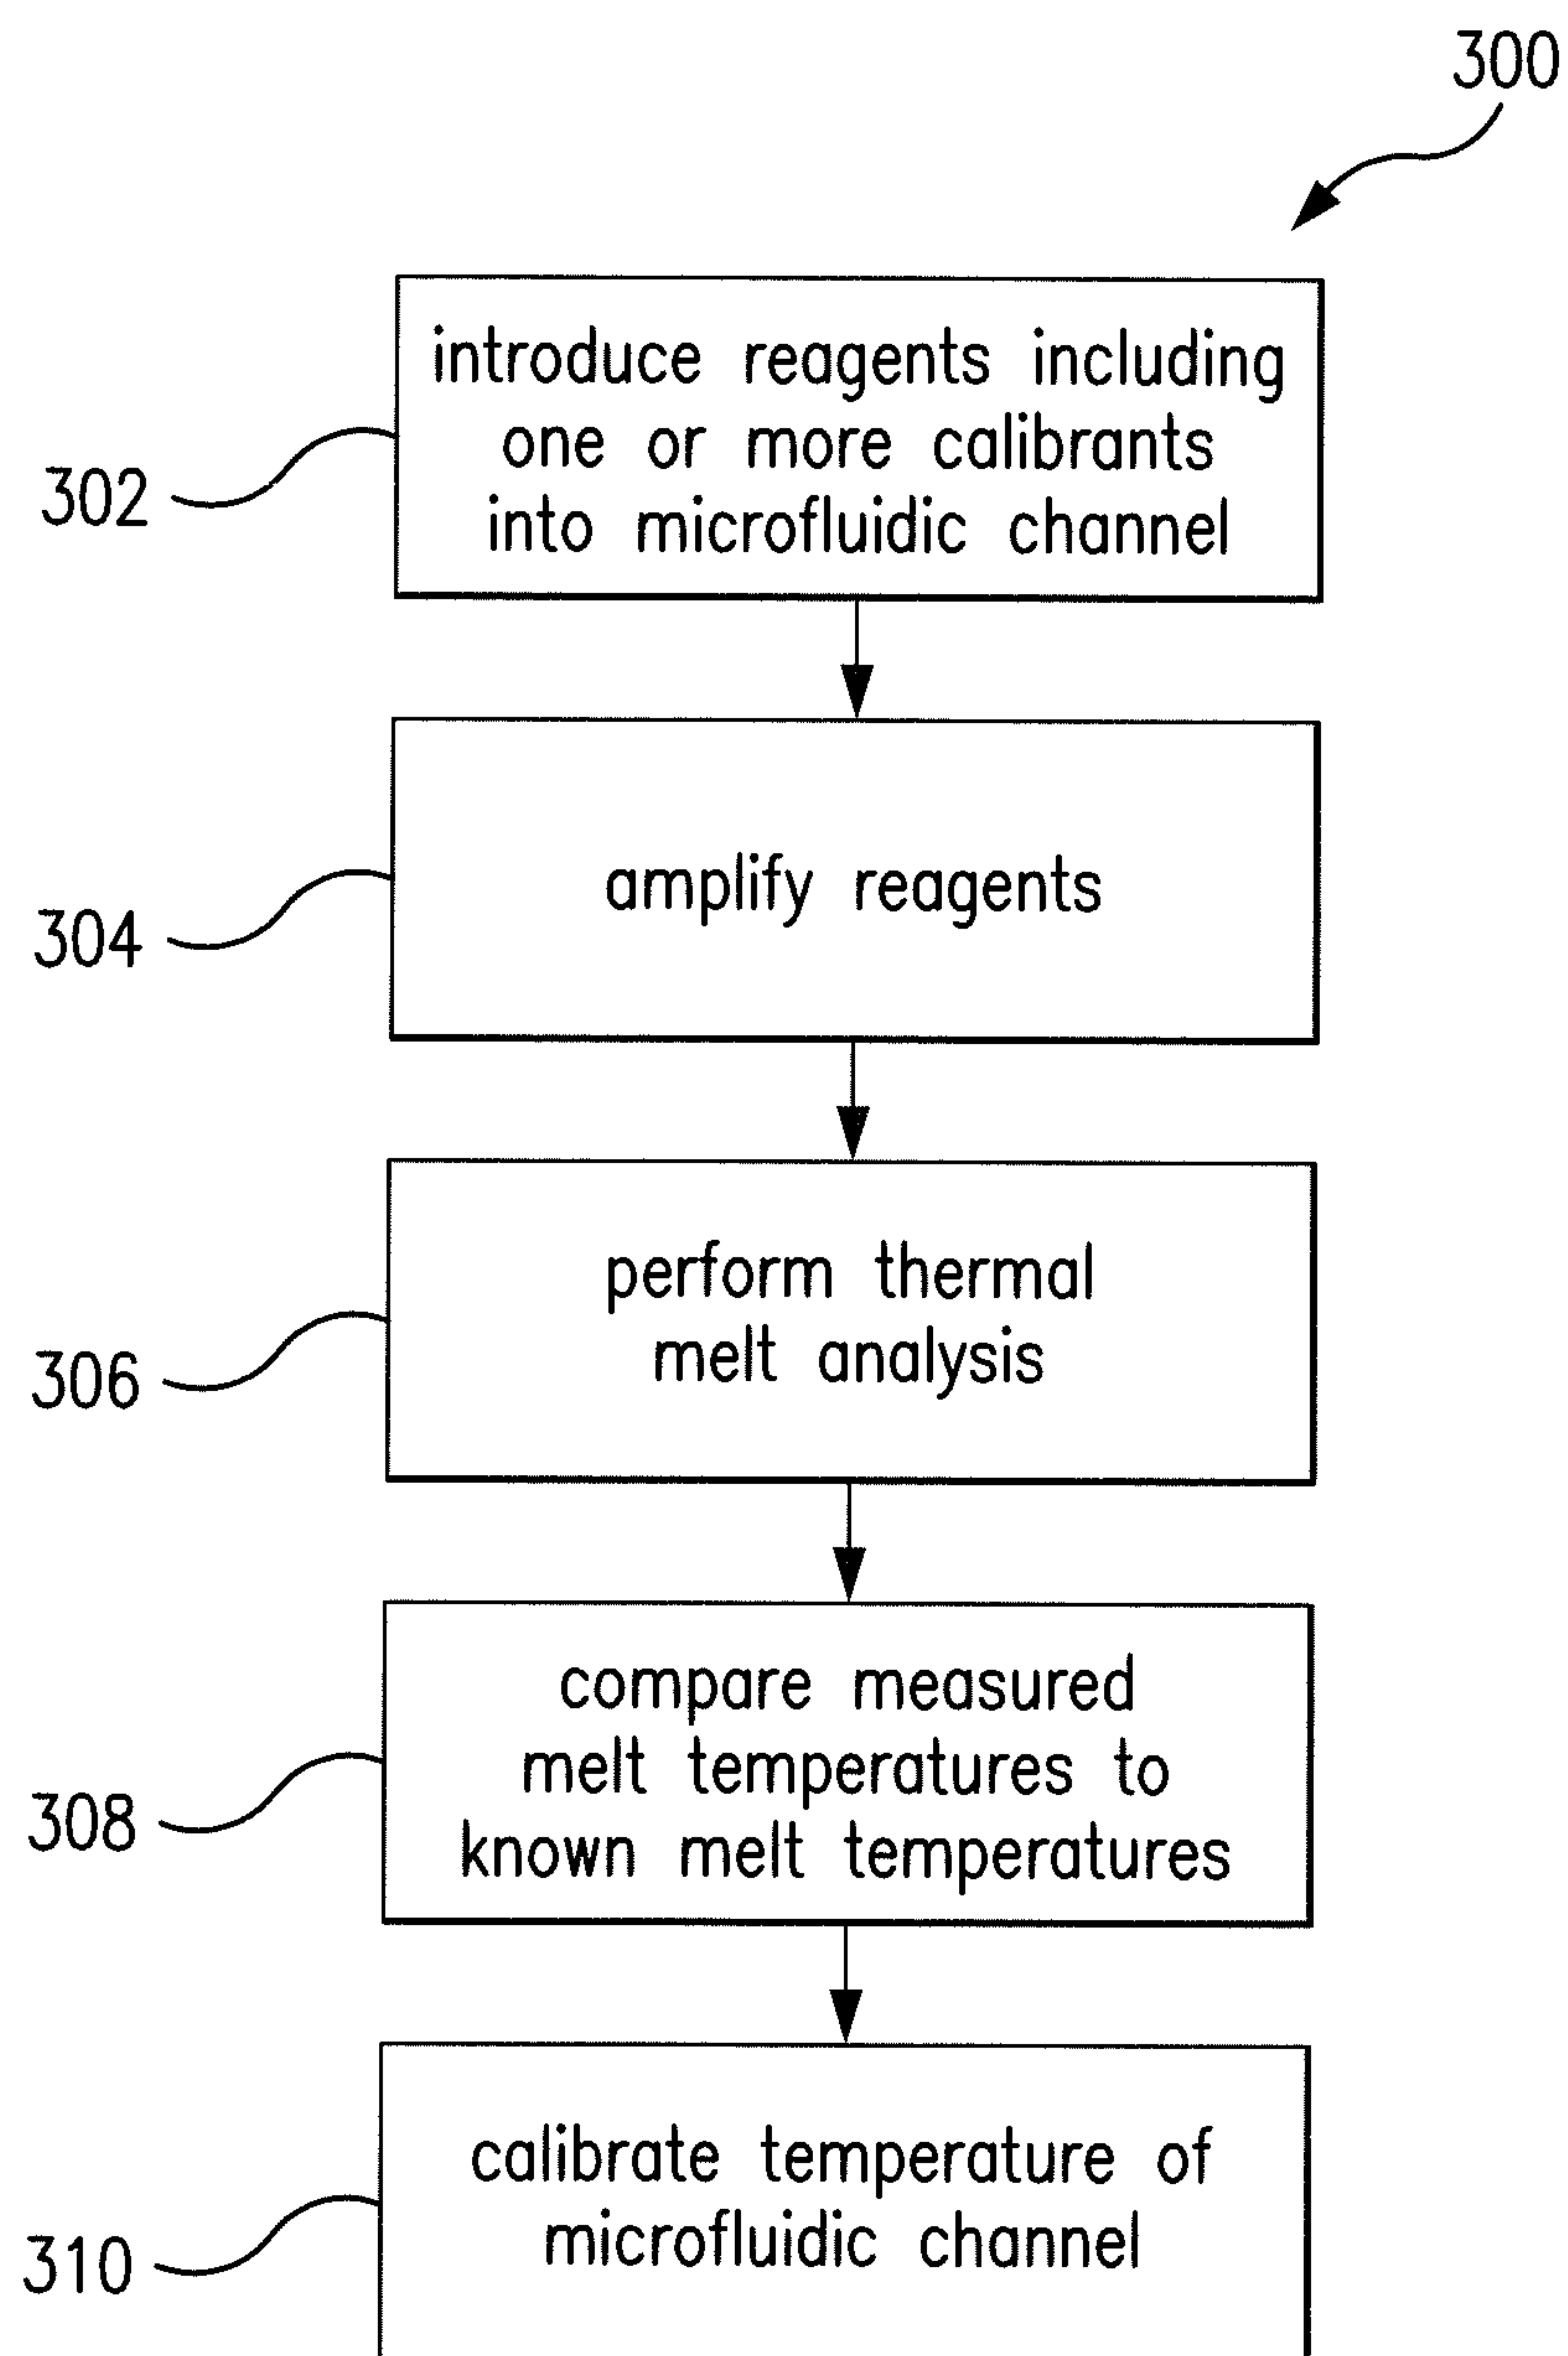 300
302
introduce reagents including
one or more calibrants
into microfluidic channel
304
amplify reagents
306
perform thermal
melt analysis
308
compare measured
melt temperatures to
known melt temperatures
310
calibrate temperature of
microfluidic channel